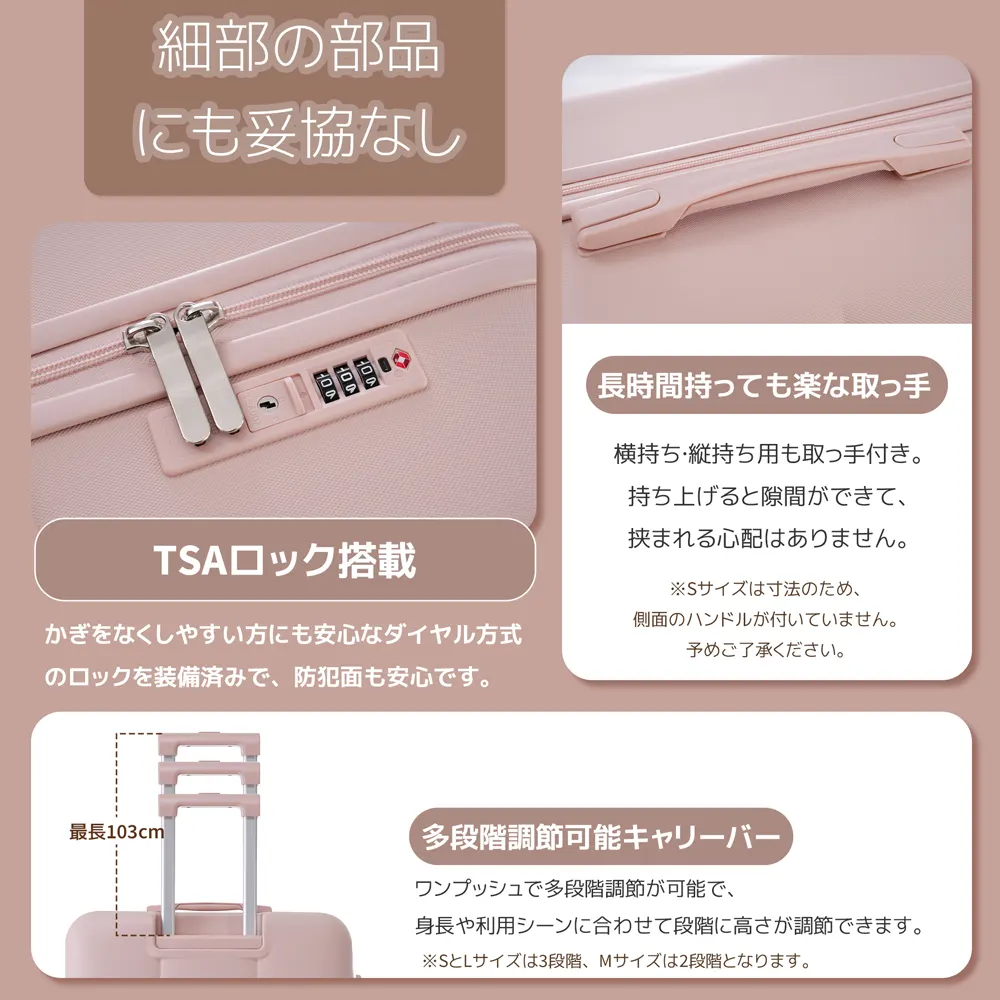 細部の部品
にも妥協なし
TSAロック搭載
かぎをなくしやすい方にも安心なダイヤル方式
のロックを装備済みで、防犯面も安心です。
長時間持っても楽な取っ手
横持ち・縦持ち用も取っ手付き。
持ち上げると隙間ができて、
挟まれる心配はありません。
※Sサイズは寸法のため、
側面のハンドルが付いていません。
予めご了承ください。
最長103cm
多段階調節可能キャリーバー
ワンプッシュで多段階調節が可能で、
身長や利用シーンに合わせて段階に高さが調節できます。
※SとLサイズは3段階、Mサイズは2段階となります。